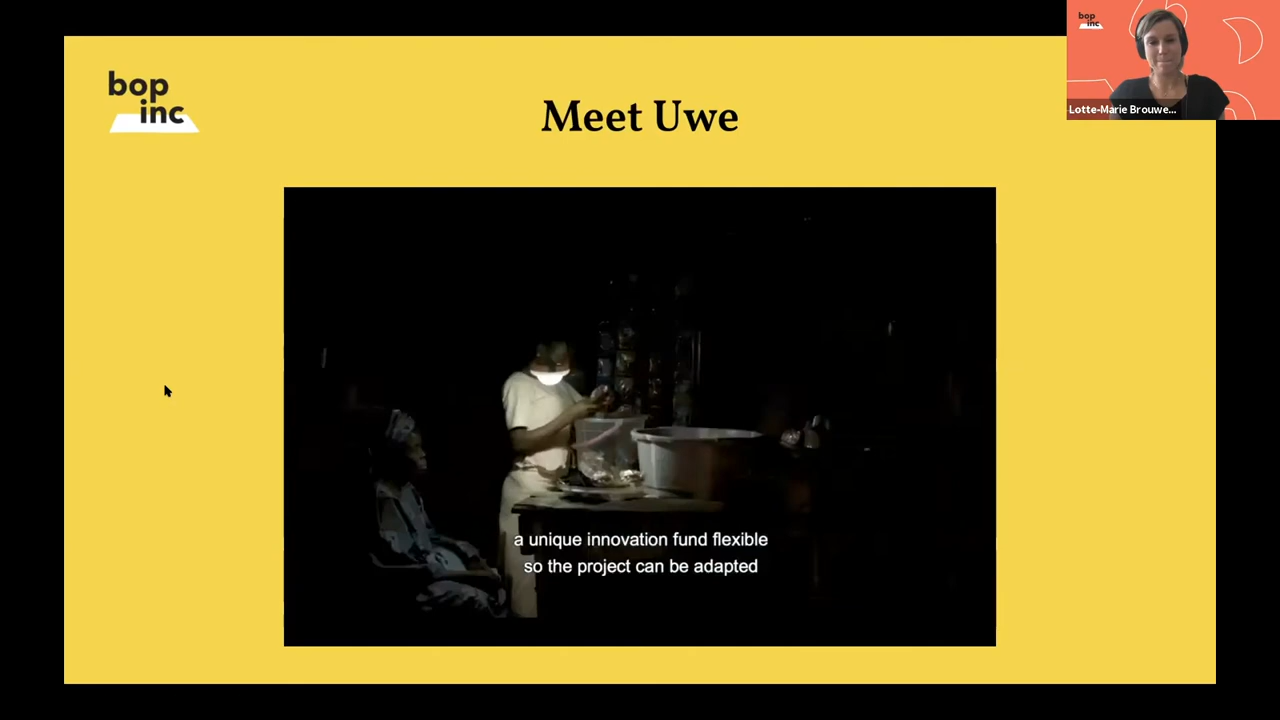 bop
inc
Meet Uwe
bop
inc
Lotte-Marie Brouwe...
a unique innovation fund flexible
so the project can be adapted